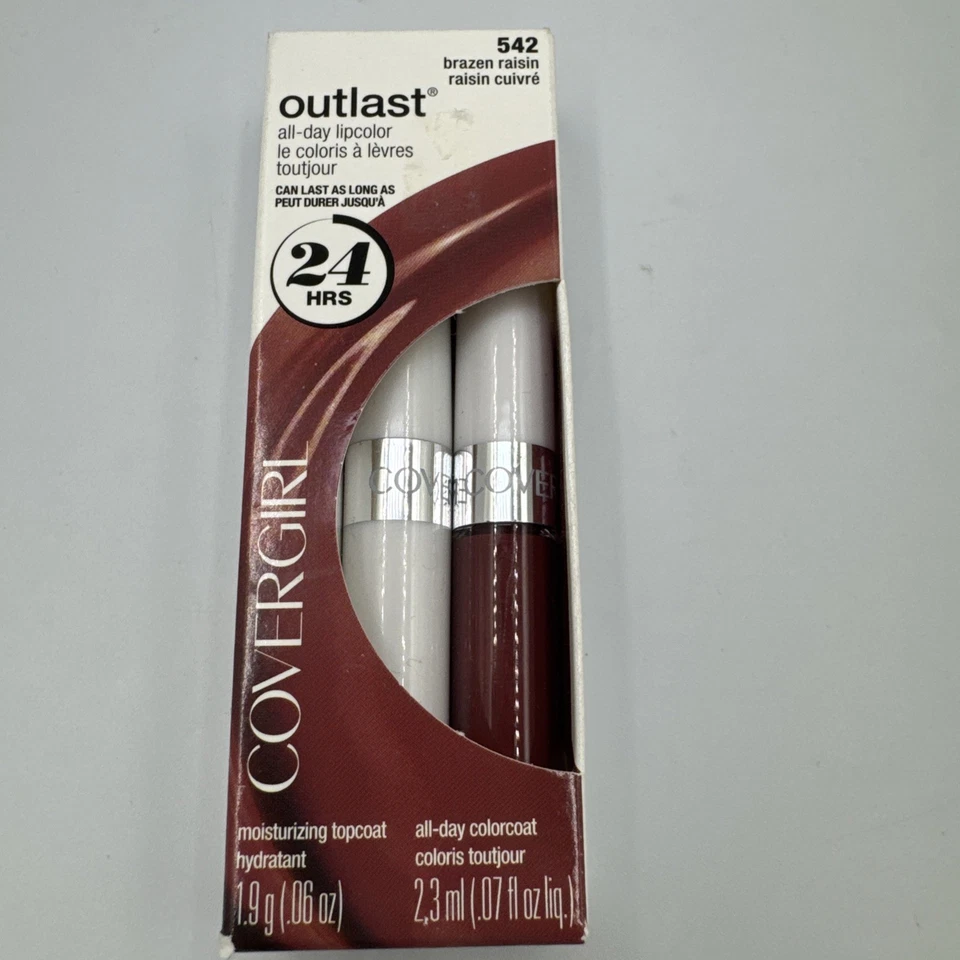 542
brazen raisin
raisin cuivré
outlast®
all-day lipcolor
le coloris à lèvres
toutjour
CAN LAST AS LONG AS
PEUT DURER JUSQU'À
24
HRS
COVERGIRL
COV
COVER
moisturizing topcoat
hydratant
1.9 g (.06 oz)
all-day colorcoat
coloris toutjour
2,3 ml (.07 fl oz liq.)